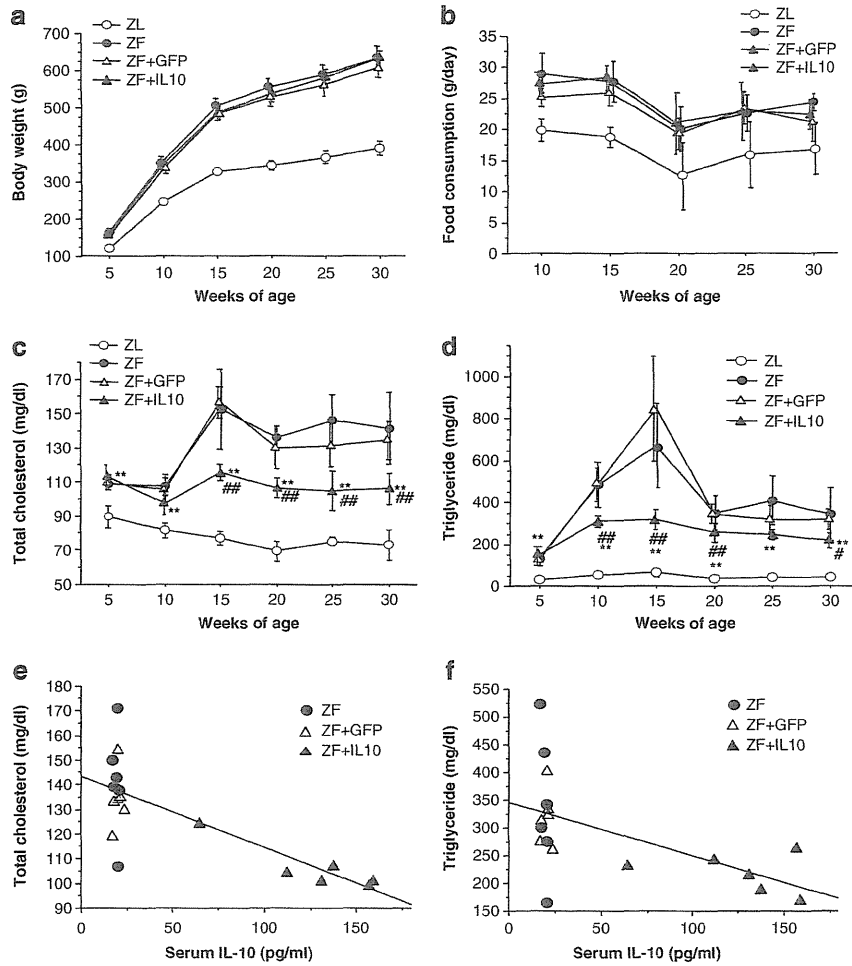 a
ZL
ZF
ZF+GFP
ZF+IL10
Body weight (g)
700
600
500
400
300
200
100
5 10 15 20 25 30
Weeks of age
b
ZL
ZF
ZF+GFP
ZF+IL10
Food consumption (g/day)
35
30
25
20
15
10
5
0
10 15 20 25 30
Weeks of age
c
ZL
ZF
ZF+GFP
ZF+IL10
Total cholesterol (mg/dl)
170
150
130
110
90
70
50
**
**
**
##
**
##
**
##
**
##
5 10 15 20 25 30
Weeks of age
d
ZL
ZF
ZF+GFP
ZF+IL10
Triglyceride (mg/dl)
1000
800
600
400
200
0
**
##
**
##
**
##
**
**
**
#
5 10 15 20 25 30
Weeks of age
e
ZF
ZF+GFP
ZF+IL10
Total cholesterol (mg/dl)
180
170
160
150
140
130
120
110
100
90
0 50 100 150
Serum IL-10 (pg/ml)
f
ZF
ZF+GFP
ZF+IL10
Triglyceride (mg/dl)
550
500
450
400
350
300
250
200
150
0 50 100 150
Serum IL-10 (pg/ml)